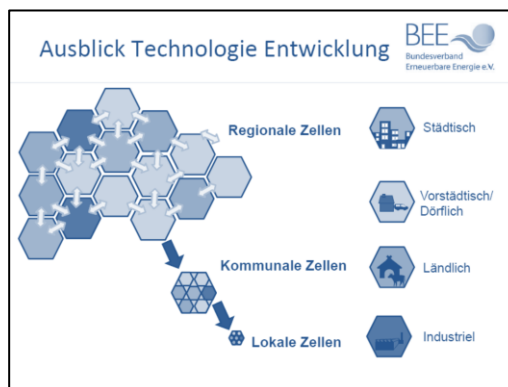 Ausblick Technologie Entwicklung
BEE
Bundesverband
Erneuerbare Energie e.V.
Regionale Zellen
Städtisch
Vorstädtisch/
Dörflich
Kommunale Zellen
Ländlich
Lokale Zellen
Industriel